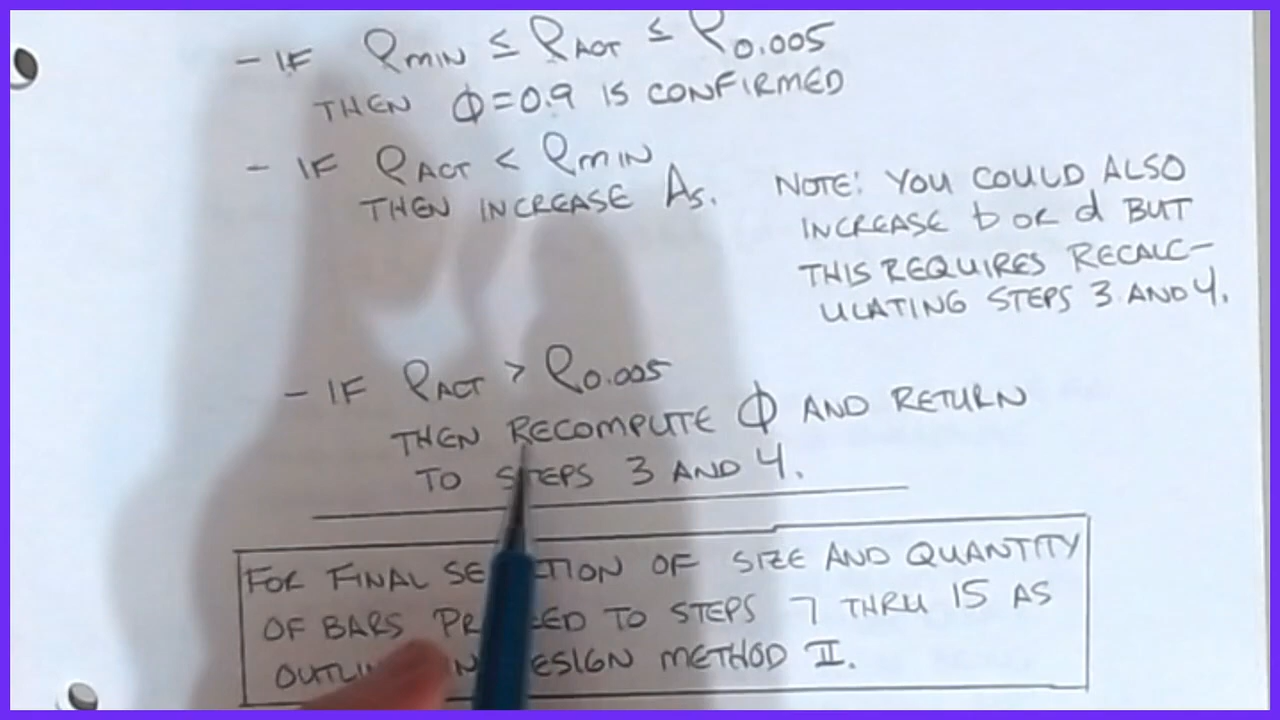 - IF ρMIN ≤ ρACT ≤ ρ0.005
THEN ϕ=0.9 IS CONFIRMED
- IF ρACT < ρMIN
THEN INCREASE As.
NOTE: YOU COULD ALSO
INCREASE b OR d BUT
THIS REQUIRES RECALC-
ULATING STEPS 3 AND 4.
- IF ρACT > ρ0.005
THEN RECOMPUTE ϕ AND RETURN
TO STEPS 3 AND 4.
FOR FINAL OF SIZE AND QUANTITY
OF BARS TO STEPS 7 THRU 15 AS
DESIGN METHOD II.